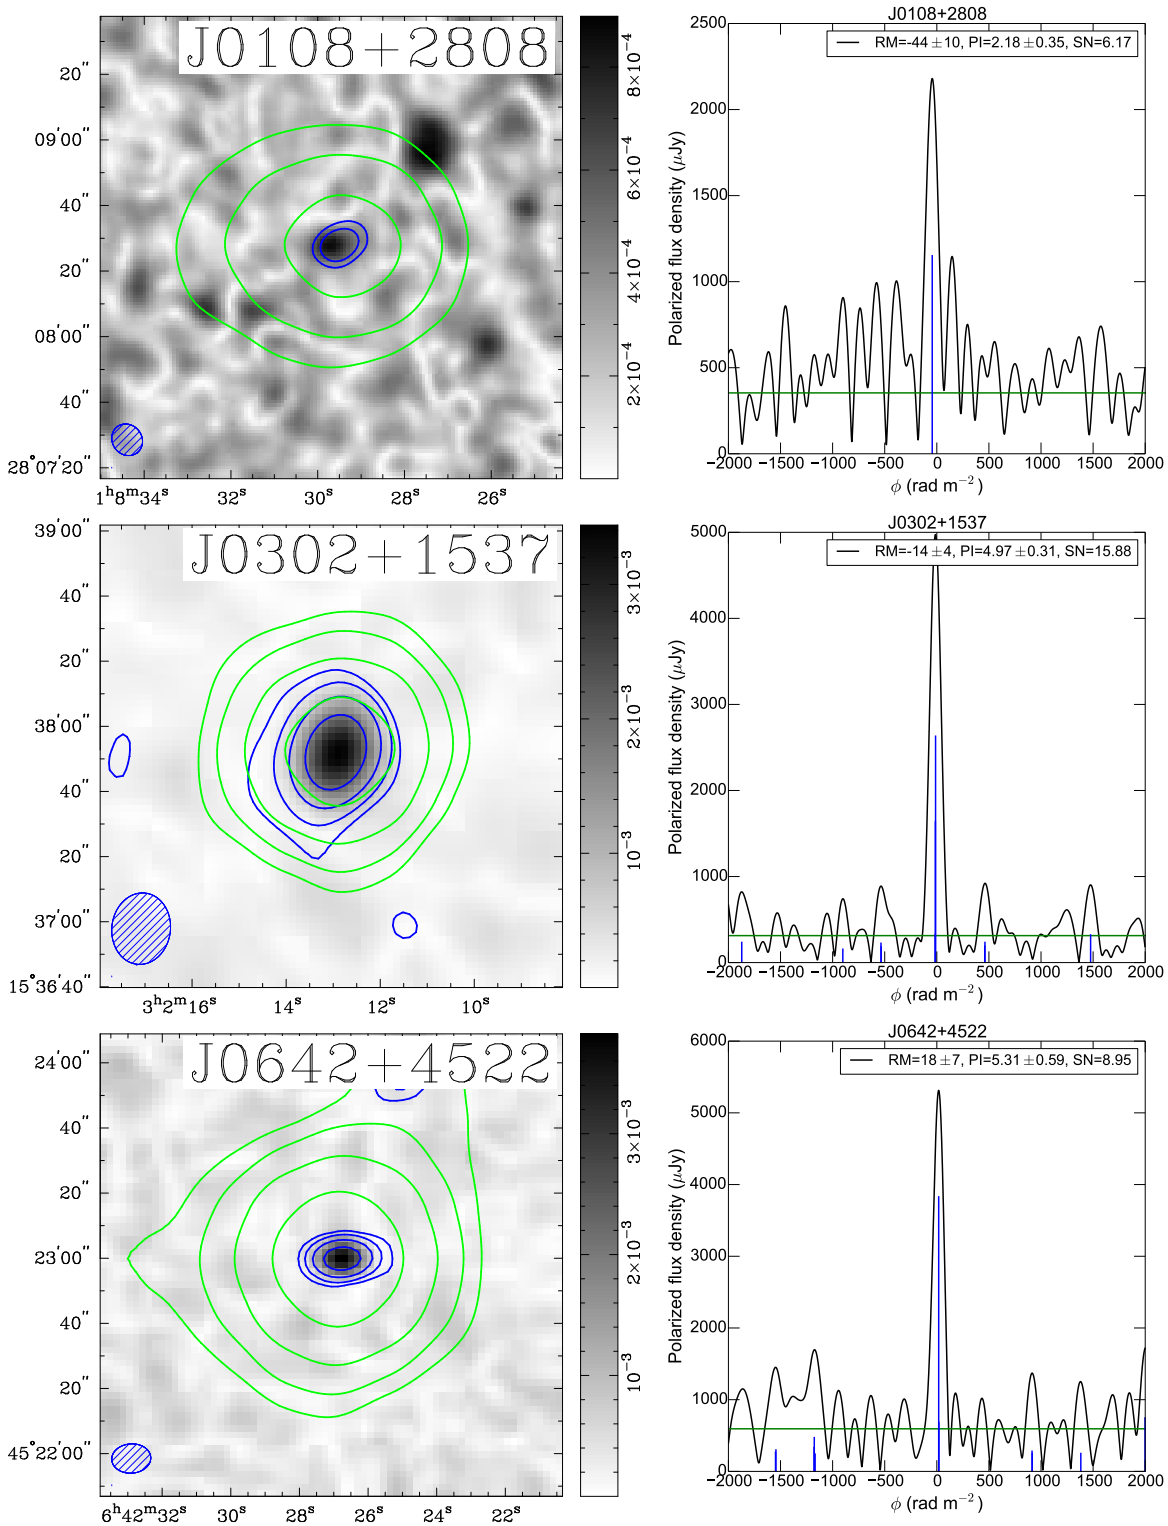 J0108+2808
20″
09′00″
40″
20″
08′00″
40″
28°07′20″
1ʰ8ᵐ34ˢ 32ˢ 30ˢ 28ˢ 26ˢ
2×10⁻⁴ 4×10⁻⁴ 6×10⁻⁴ 8×10⁻⁴
J0108+2808
RM=-44±10, PI=2.18±0.35, SN=6.17
Polarized flux density (μJy)
2500
2000
1500
1000
500
0
−2000 −1500 −1000 −500 0 500 1000 1500 2000
ϕ (rad m⁻²)
J0302+1537
39′00″
40″
20″
38′00″
40″
20″
37′00″
15°36′40″
3ʰ2ᵐ16ˢ 14ˢ 12ˢ 10ˢ
10⁻³ 2×10⁻³ 3×10⁻³
J0302+1537
RM=-14±4, PI=4.97±0.31, SN=15.88
Polarized flux density (μJy)
5000
4000
3000
2000
1000
0
−2000 −1500 −1000 −500 0 500 1000 1500 2000
ϕ (rad m⁻²)
J0642+4522
24′00″
40″
20″
23′00″
40″
20″
45°22′00″
6ʰ42ᵐ32ˢ 30ˢ 28ˢ 26ˢ 24ˢ 22ˢ
10⁻³ 2×10⁻³ 3×10⁻³
J0642+4522
RM=18±7, PI=5.31±0.59, SN=8.95
Polarized flux density (μJy)
6000
5000
4000
3000
2000
1000
0
−2000 −1500 −1000 −500 0 500 1000 1500 2000
ϕ (rad m⁻²)